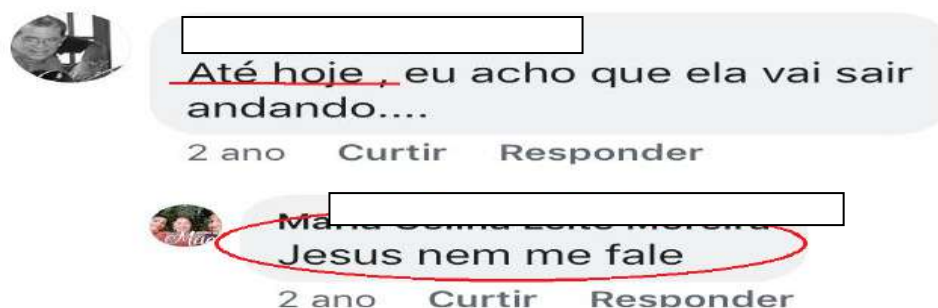 Até hoje , eu acho que ela vai sair
andando....
2 ano Curtir Responder
Jesus nem me fale
2 ano Curtir Responder